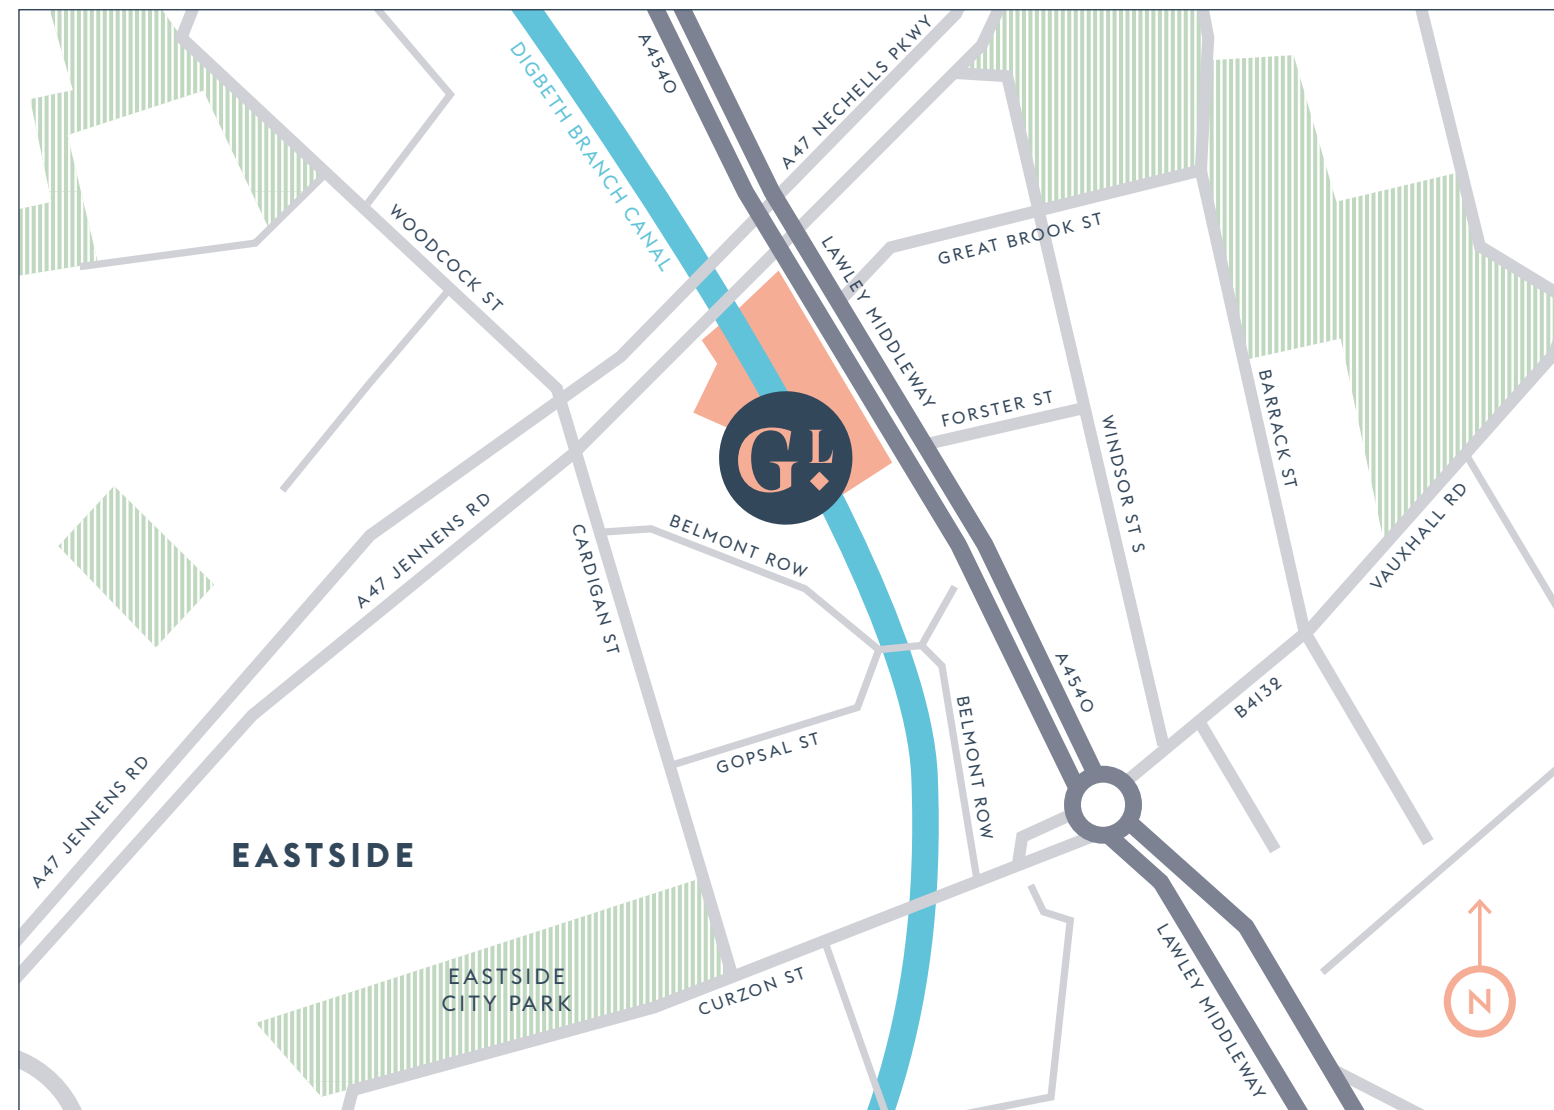 A4540
A47 NECHELLS PKWY
DIGBETH BRANCH CANAL
WOODCOCK ST
GREAT BROOK ST
LAWLEY MIDDLEWAY
FORSTER ST
BARRACK ST
WINDSOR ST S
G L
VAUXHALL RD
A47 JENNENS RD
BELMONT ROW
CARDIGAN ST
A4540
B4132
BELMONT ROW
GOPSAL ST
A47 JENNENS RD
EASTSIDE
EASTSIDE
CITY PARK
CURZON ST
LAWLEY MIDDLEWAY
N